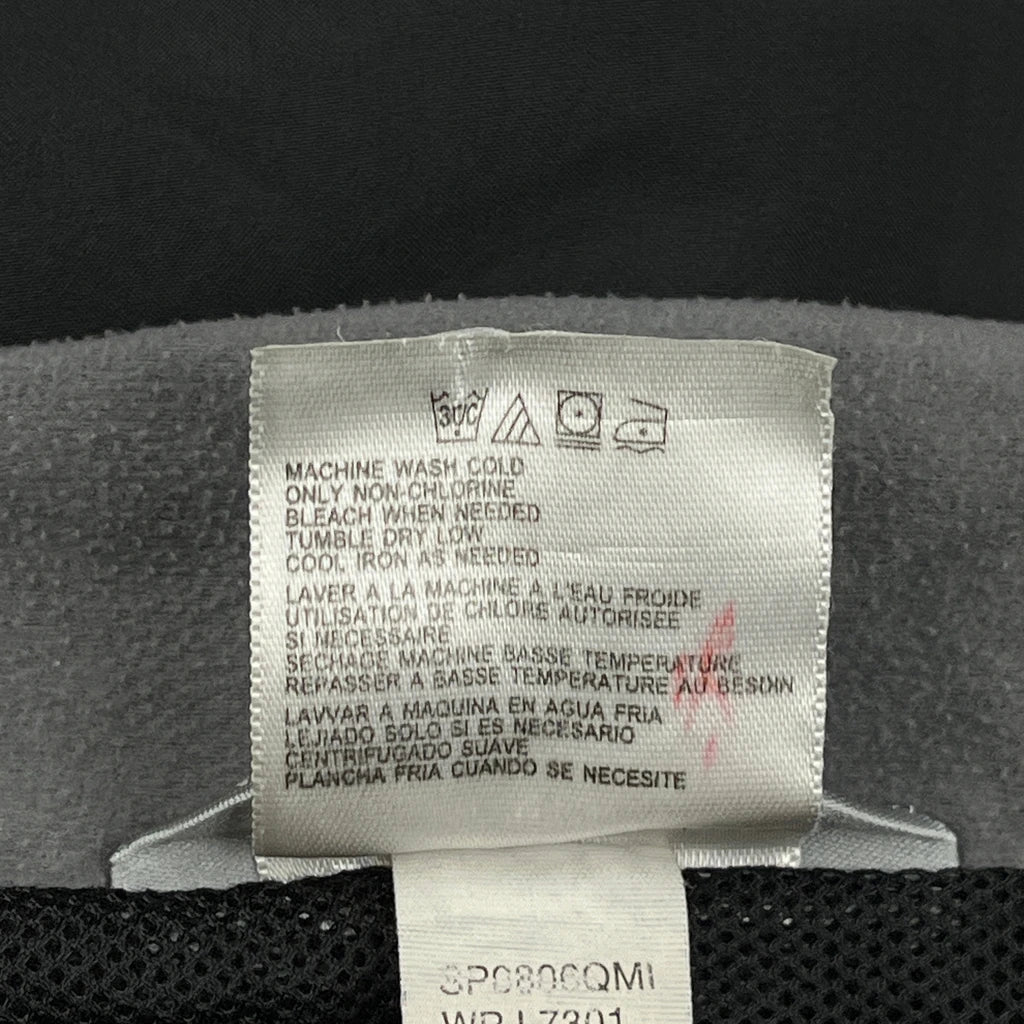 30C
MACHINE WASH COLD
ONLY NON-CHLORINE
BLEACH WHEN NEEDED
TUMBLE DRY LOW
COOL IRON AS NEEDED
LAVER A LA MACHINE A L'EAU FROIDE
UTILISATION DE CHLORE AUTORISEE
SI NECESSAIRE
SECHAGE MACHINE BASSE TEMPERATURE
REPASSER A BASSE TEMPERATURE AU BESOIN
LAVVAR A MAQUINA EN AGUA FRIA
LEJIADO SOLO SI ES NECESARIO
CENTRIFUGADO SUAVE
PLANCHA FRIA CUANDO SE NECESITE
SP0806QMI